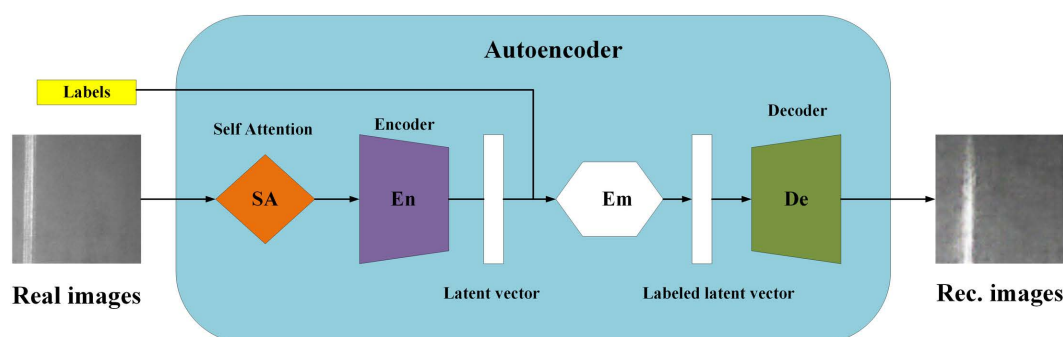 Autoencoder
Labels
Self Attention
Encoder
Decoder
SA
En
Em
De
Real images
Latent vector
Labeled latent vector
Rec. images